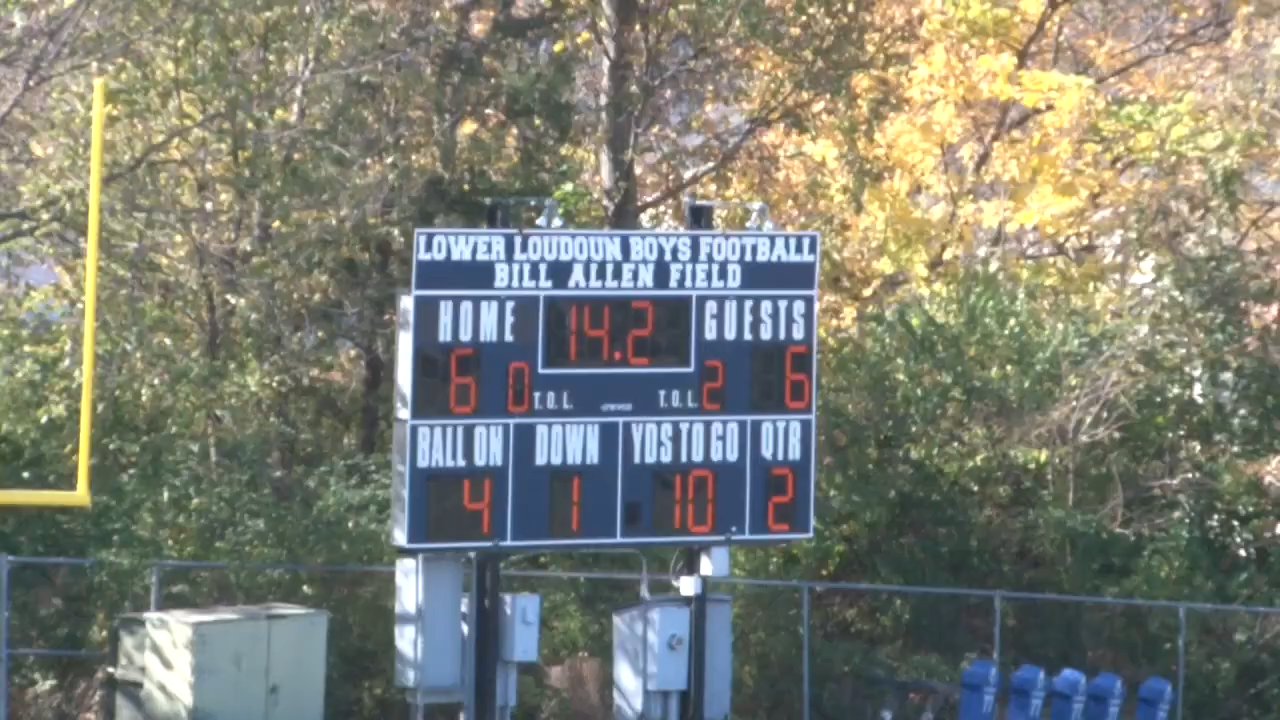 LOWER LOUDOUN BOYS FOOTBALL
BILL ALLEN FIELD
HOME 14.2 GUESTS
6 0 T.O.L. T.O.L. 2 6
BALL ON DOWN YDS TO GO QTR
4 1 10 2